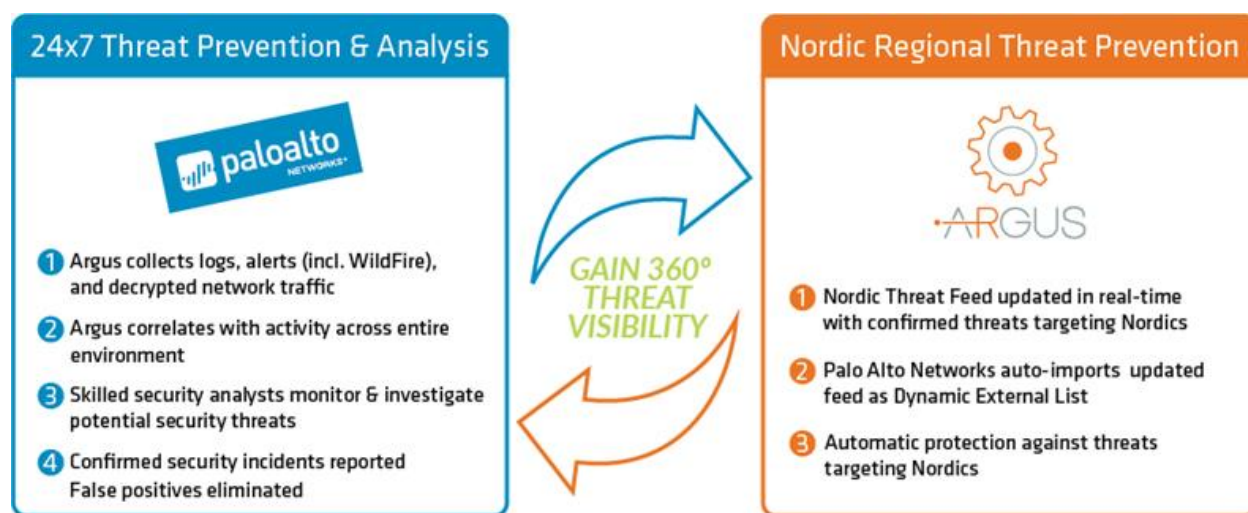 24x7 Threat Prevention & Analysis
paloalto
NETWORKS
1 Argus collects logs, alerts (incl. WildFire),
and decrypted network traffic
2 Argus correlates with activity across entire
environment
3 Skilled security analysts monitor & investigate
potential security threats
4 Confirmed security incidents reported
False positives eliminated
GAIN 360º
THREAT
VISIBILITY
Nordic Regional Threat Prevention
ARGUS
1 Nordic Threat Feed updated in real-time
with confirmed threats targeting Nordics
2 Palo Alto Networks auto-imports updated
feed as Dynamic External List
3 Automatic protection against threats
targeting Nordics